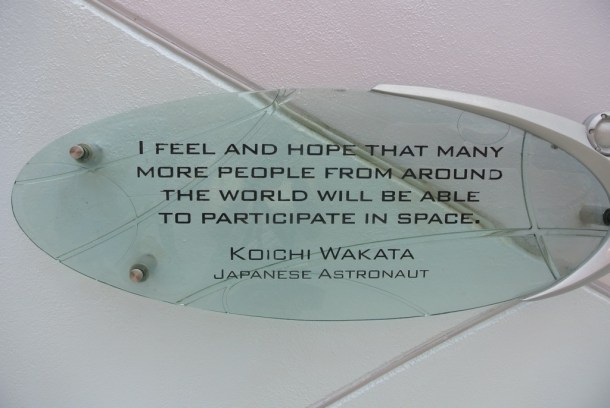 I FEEL AND HOPE THAT MANY
MORE PEOPLE FROM AROUND
THE WORLD WILL BE ABLE
TO PARTICIPATE IN SPACE.
KOICHI WAKATA
JAPANESE ASTRONAUT